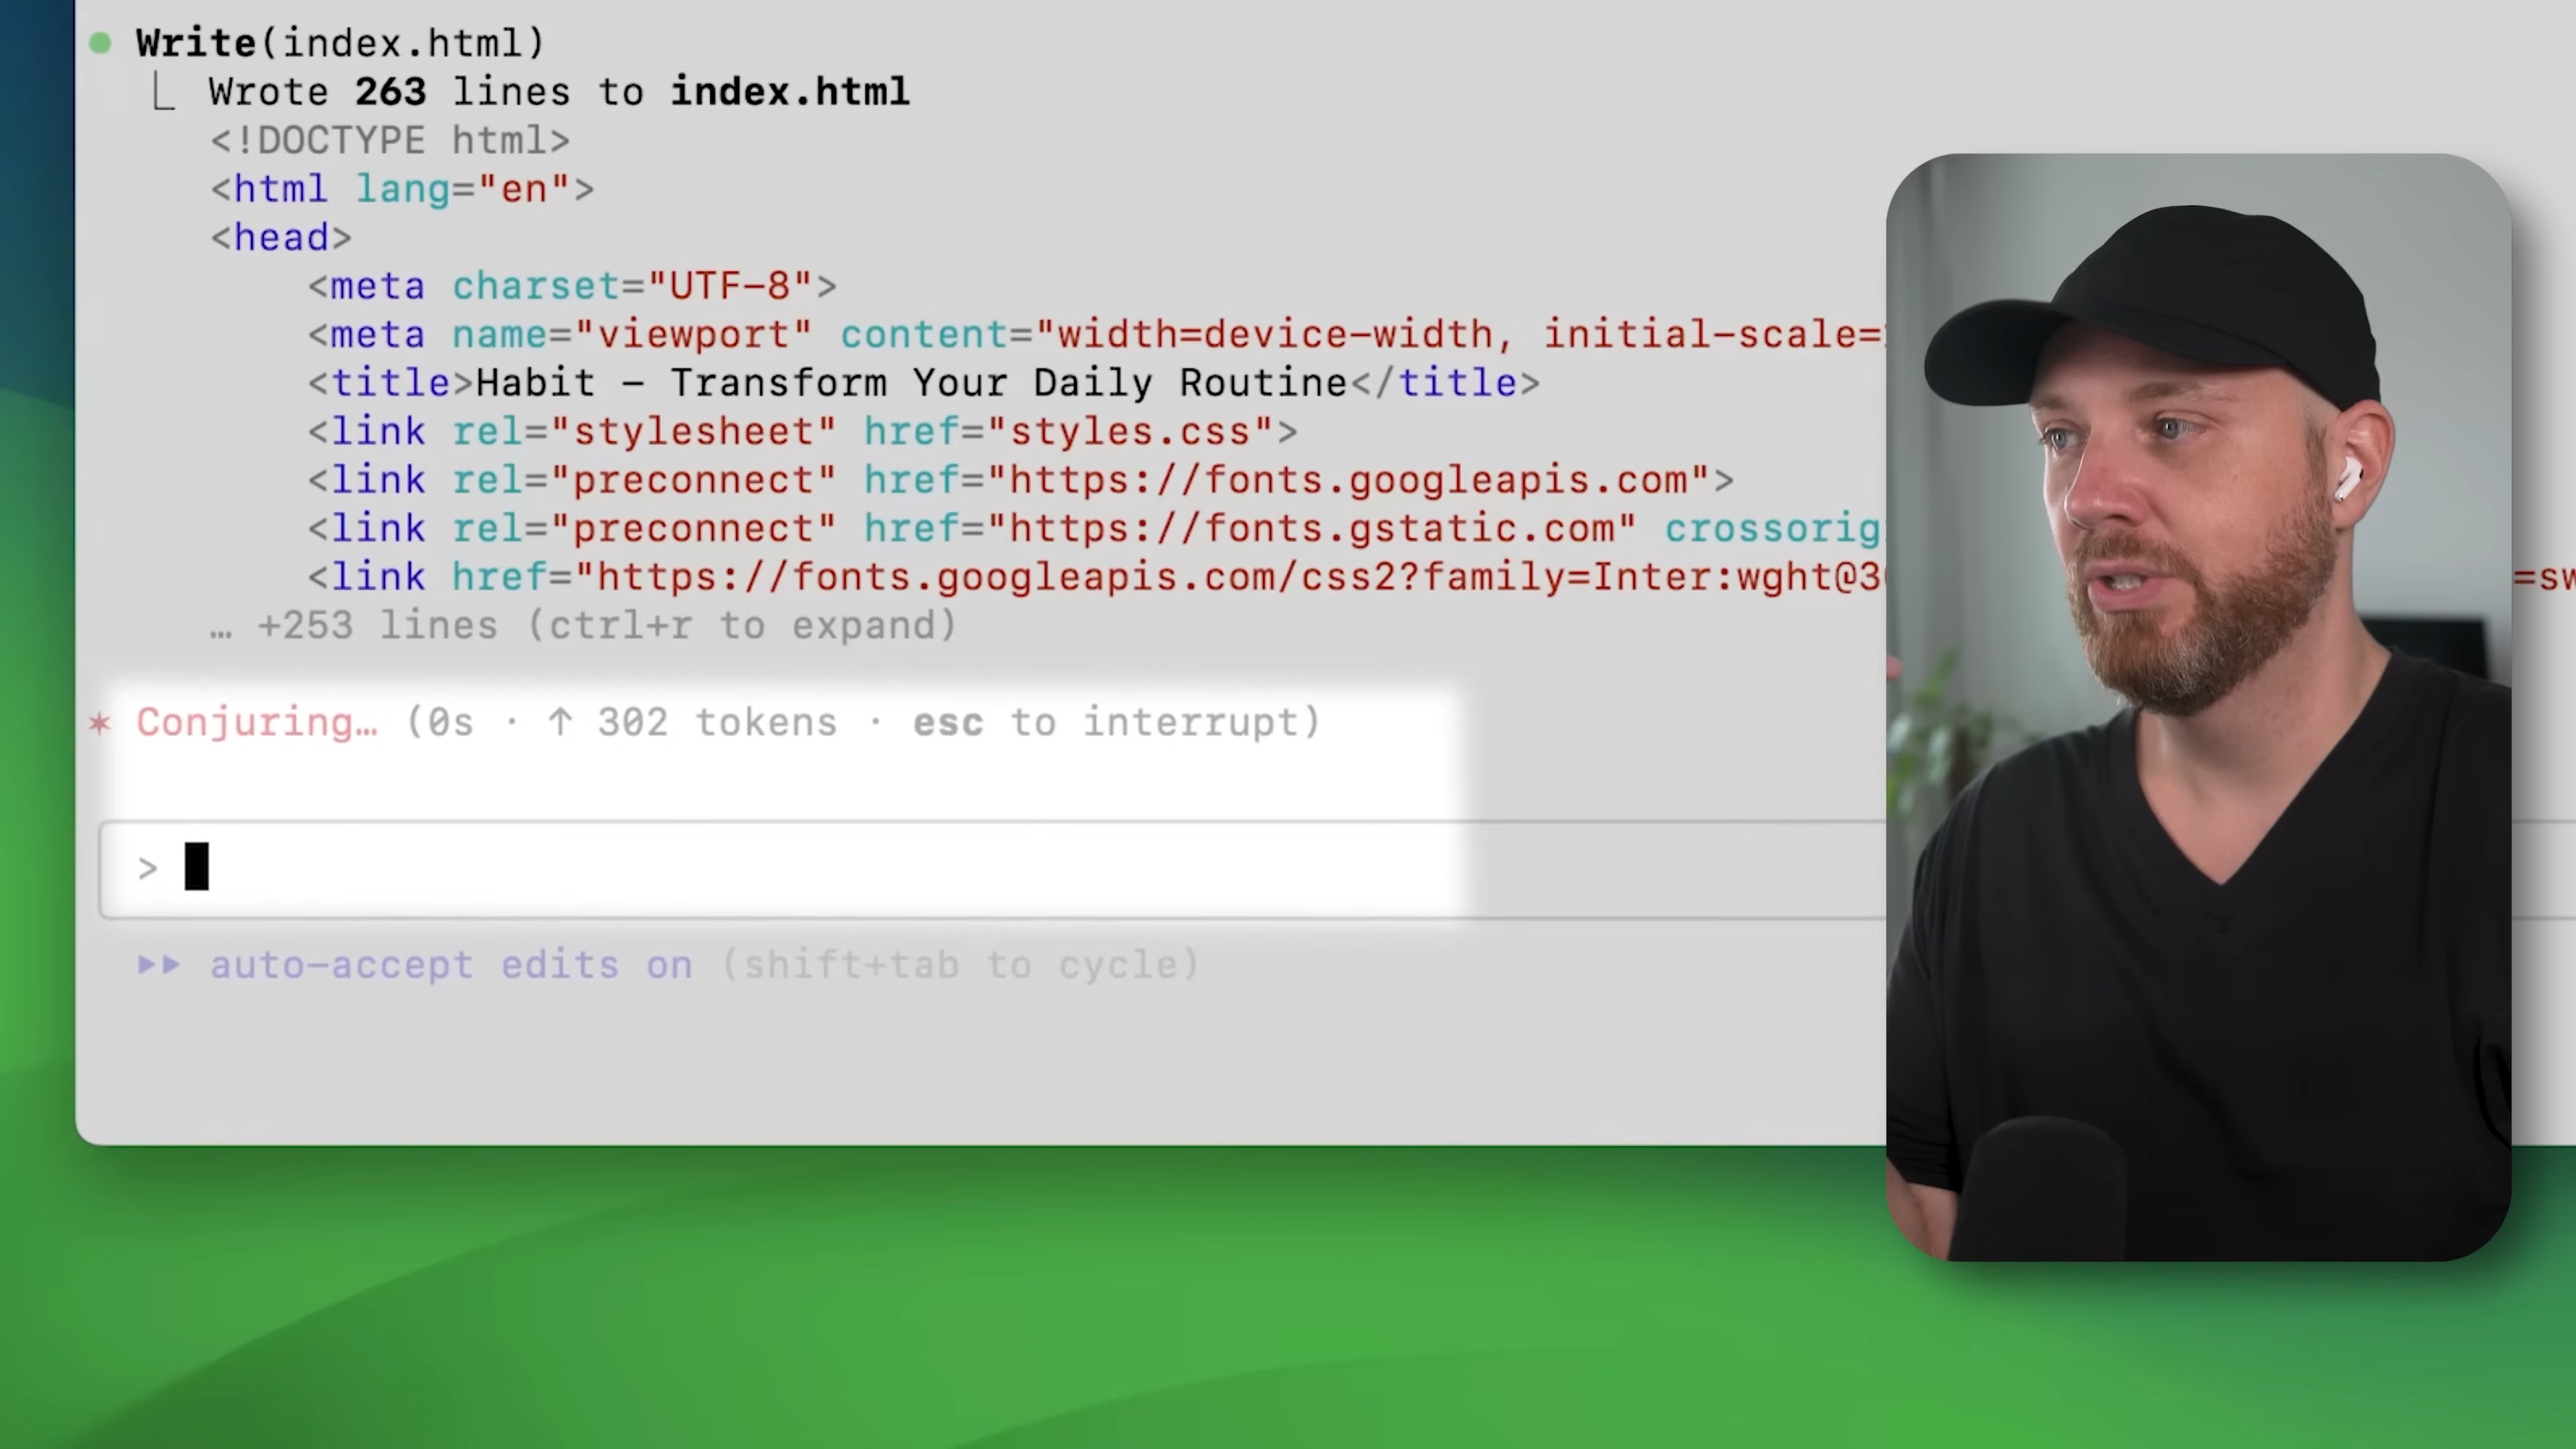 Write(index.html)
Wrote 263 lines to index.html
<!DOCTYPE html>
<html lang="en">
<head>
<meta charset="UTF-8">
<meta name="viewport" content="width=device-width, initial-scale=
<title>Habit - Transform Your Daily Routine</title>
<link rel="stylesheet" href="styles.css">
<link rel="preconnect" href="https://fonts.googleapis.com">
<link rel="preconnect" href="https://fonts.gstatic.com" crossorig
<link href="https://fonts.googleapis.com/css2?family=Inter:wght@3 =sw
… +253 lines (ctrl+r to expand)
✶ Conjuring… (0s · ↑ 302 tokens · esc to interrupt)
>
▶▶ auto-accept edits on (shift+tab to cycle)